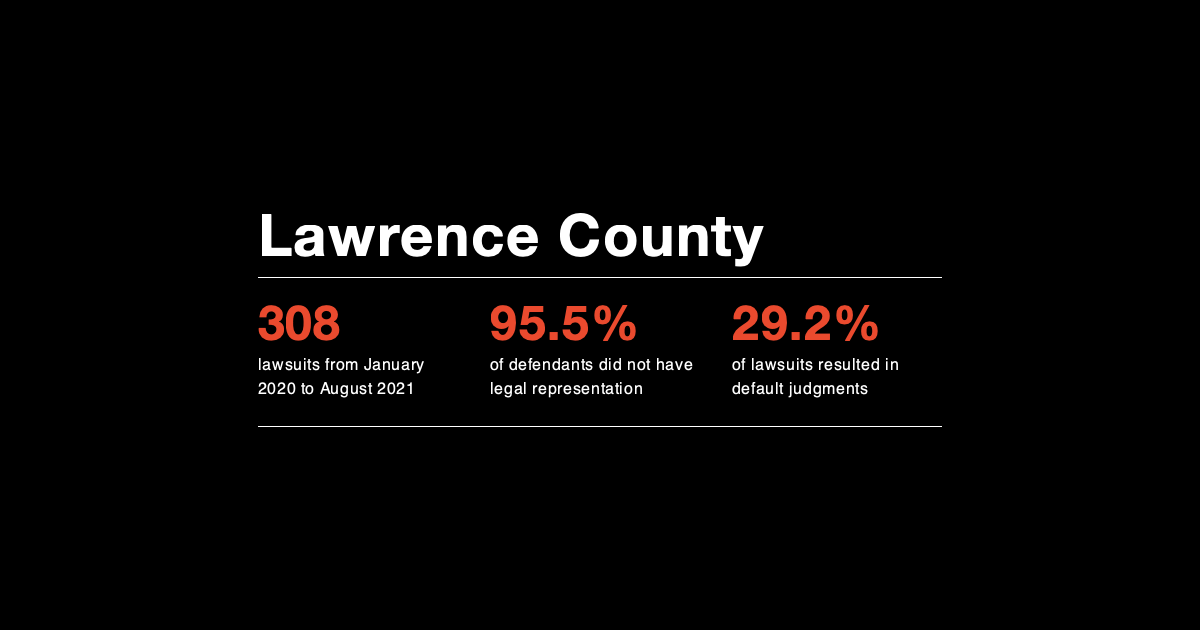 Lawrence County
308
lawsuits from January
2020 to August 2021
95.5%
of defendants did not have
legal representation
29.2%
of lawsuits resulted in
default judgments